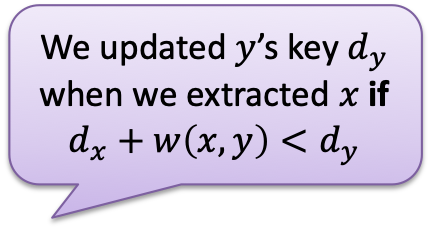 We updated y's key d_y
when we extracted x if
d_x + w(x, y) < d_y